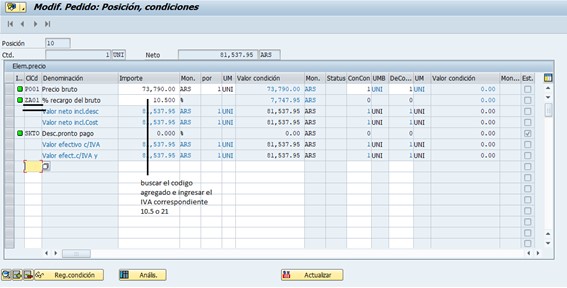 Modif. Pedido: Posición, condiciones
Posición 10
Ctd. 1 UNI Neto 81,537.95 ARS
Elem.precio
I.. ClCd Denominación Importe Mon. por UM Valor condición Mon. Status ConCon UMB DeCo... UM Valor condición Mon... Est.
P001 Precio bruto 73,790.00 ARS 1 UNI 73,790.00 ARS 1 UNI 1 UNI 0.00
ZA01 % recargo del bruto 10.500 % 7,747.95 ARS 0 0 0.00
Valor neto incl.desc 81,537.95 ARS 1 UNI 81,537.95 ARS 1 UNI 1 UNI 0.00
Valor neto incl.Cost 81,537.95 ARS 1 UNI 81,537.95 ARS 1 UNI 1 UNI 0.00
SKTO Desc.pronto pago 0.000 % 0.00 ARS 0 0 0.00
Valor efectivo c/IVA 81,537.95 ARS 1 UNI 81,537.95 ARS 1 UNI 1 UNI 0.00
Valor efect.c/IVA y 81,537.95 ARS 1 UNI 81,537.95 ARS 1 UNI 1 UNI 0.00
buscar el codigo
agregado e ingresar el
IVA correspondiente
10.5 o 21
Reg.condición Anális. Actualizar